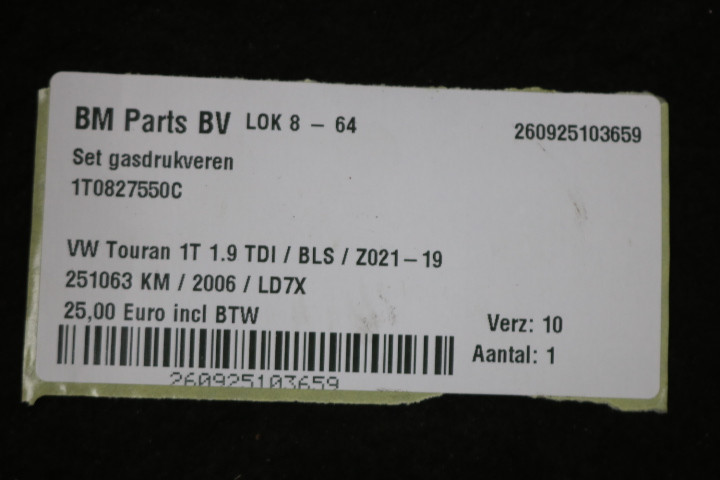 BM Parts BV LOK 8 – 64 260925103659
Set gasdrukveren
1T0827550C
VW Touran 1T 1.9 TDI / BLS / Z021–19
251063 KM / 2006 / LD7X
25,00 Euro incl BTW
Verz: 10
Aantal: 1
260925103659